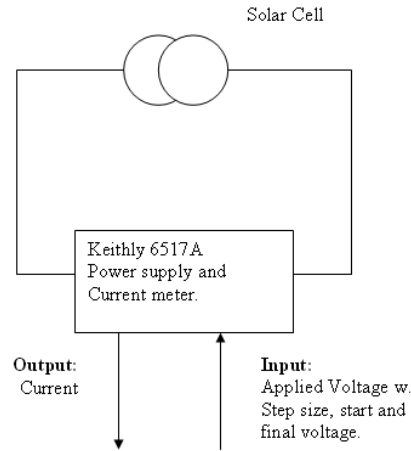 Solar Cell
Keithly 6517A
Power supply and
Current meter.
Output:
Current
Input:
Applied Voltage w.
Step size, start and
final voltage.